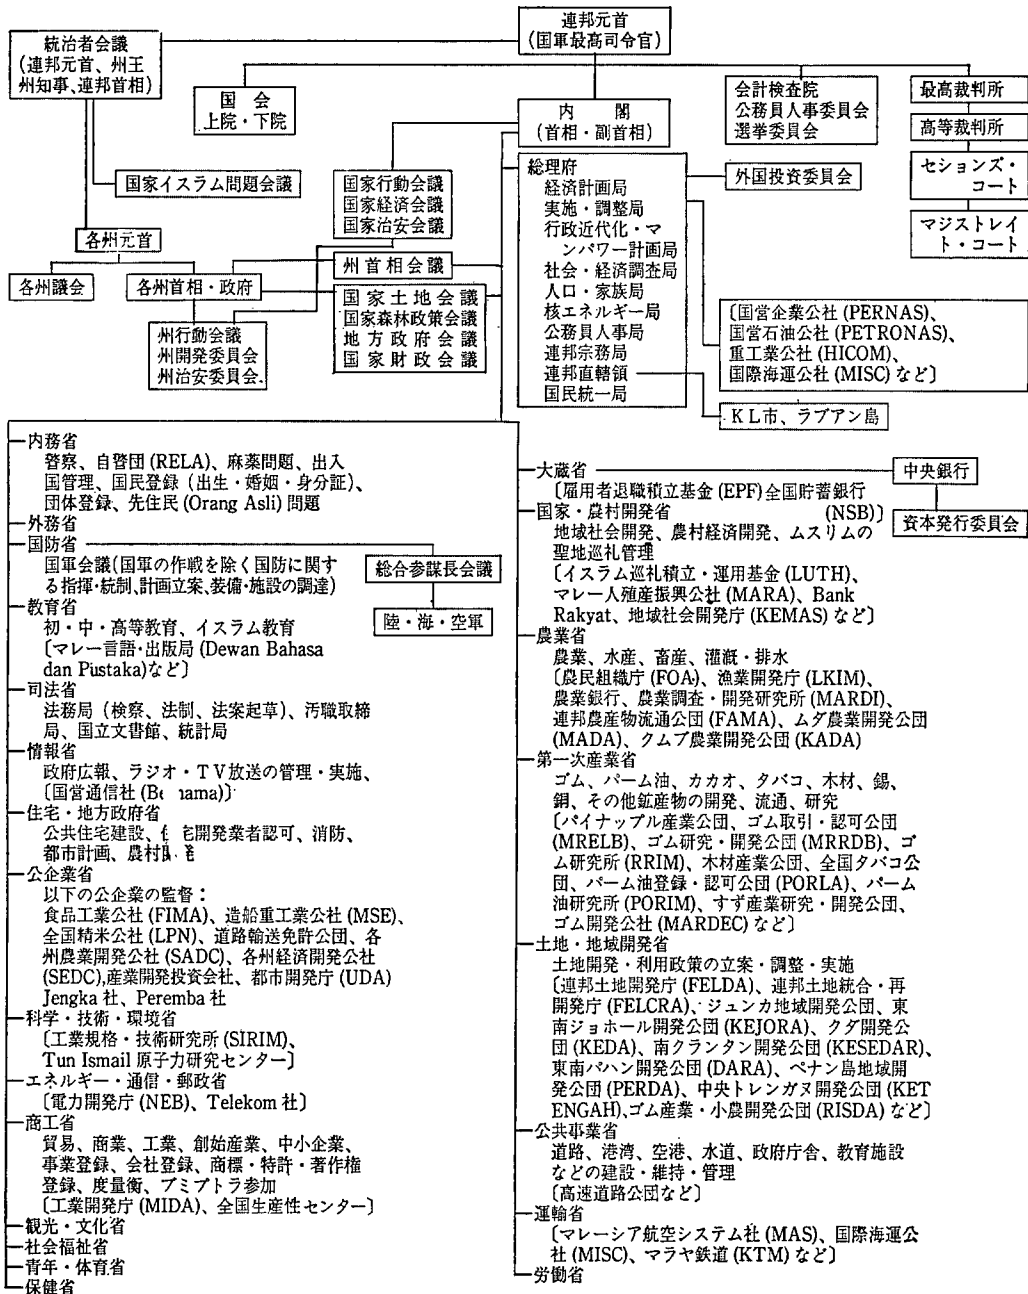 連邦元首
(国軍最高司令官)
統治者会議
(連邦元首、州王
州知事、連邦首相)
国 会
上院・下院
内 閣
(首相・副首相)
会計検査院
公務員人事委員会
選挙委員会
最高裁判所
高等裁判所
セションズ・
コート
マジストレイ
ト・コート
国家イスラム問題会議
国家行動会議
国家経済会議
国家治安会議
総理府
経済計画局
実施・調整局
行政近代化・マ
ンパワー計画局
社会・経済調査局
人口・家族局
核エネルギー局
公務員人事局
連邦宗務局
連邦直轄領
国民統一局
外国投資委員会
各州元首
各州議会
各州首相・政府
州首相会議
国家土地会議
国家森林政策会議
地方政府会議
国家財政会議
州行動会議
州開発委員会
州治安委員会.
〔国営企業公社 (PERNAS)、
国営石油公社 (PETRONAS)、
重工業公社 (HICOM)、
国際海運公社 (MISC) など〕
KL市、ラブアン島
内務省
警察、自警団 (RELA)、麻薬問題、出入
国管理、国民登録 (出生・婚姻・身分証)、
団体登録、先住民 (Orang Asli) 問題
外務省
国防省
国軍会議(国軍の作戦を除く国防に関す
る指揮・統制、計画立案、装備・施設の調達)
総合参謀長会議
陸・海・空軍
教育省
初・中・高等教育、イスラム教育
〔マレー言語・出版局 (Dewan Bahasa
dan Pustaka)など〕
司法省
法務局 (検察、法制、法案起草)、汚職取締
局、国立文書館、統計局
情報省
政府広報、ラジオ・TV放送の管理・実施、
〔国営通信社 (Be nama)〕
住宅・地方政府省
公共住宅建設、 宅開発業者認可、消防、
都市計画、農村
公企業省
以下の公企業の監督：
食品工業公社 (FIMA)、造船重工業公社 (MSE)、
全国精米公社 (LPN)、道路輸送免許公団、各
州農業開発公社 (SADC)、各州経済開発公社
(SEDC),産業開発投資会社、都市開発庁 (UDA)
Jengka 社、Peremba 社
科学・技術・環境省
〔工業規格・技術研究所 (SIRIM)、
Tun Ismail 原子力研究センター〕
エネルギー・通信・郵政省
〔電力開発庁 (NEB)、Telekom 社〕
商工省
貿易、商業、工業、創始産業、中小企業、
事業登録、会社登録、商標・特許・著作権
登録、度量衡、ブミプトラ参加
〔工業開発庁 (MIDA)、全国生産性センター〕
観光・文化省
社会福祉省
青年・体育省
保健省
大蔵省
中央銀行
資本発行委員会
〔雇用者退職積立基金 (EPF) 全国貯蓄銀行
(NSB)〕
国家・農村開発省
地域社会開発、農村経済開発、ムスリムの
聖地巡礼管理
〔イスラム巡礼積立・運用基金 (LUTH)、
マレー人殖産振興公社 (MARA)、Bank
Rakyat、地域社会開発庁 (KEMAS) など〕
農業省
農業、水産、畜産、灌漑・排水
〔農民組織庁 (FOA)、漁業開発庁 (LKIM)、
農業銀行、農業調査・開発研究所 (MARDI)、
連邦農産物流通公団 (FAMA)、ムダ農業開発公団
(MADA)、クムブ農業開発公団 (KADA)
第一次産業省
ゴム、パーム油、カカオ、タバコ、木材、錫、
銅、その他鉱産物の開発、流通、研究
〔パイナップル産業公団、ゴム取引・認可公団
(MRELB)、ゴム研究・開発公団 (MRRDB)、ゴ
ム研究所 (RRIM)、木材産業公団、全国タバコ公
団、パーム油登録・認可公団 (PORLA)、パーム
油研究所 (PORIM)、すず産業研究・開発公団、
ゴム開発公社 (MARDEC) など〕
土地・地域開発省
土地開発・利用政策の立案・調整・実施
〔連邦土地開発庁 (FELDA)、連邦土地統合・再
開発庁 (FELCRA)、ジュンカ地域開発公団、東
南ジョホール開発公団 (KEJORA)、クダ開発公
団 (KEDA)、南クランタン開発公団 (KESEDAR)、
東南パハン開発公団 (DARA)、ペナン島地域開
発公団 (PERDA)、中央トレンガヌ開発公団 (KET
ENGAH)、ゴム産業・小農開発公団 (RISDA) など〕
公共事業省
道路、港湾、空港、水道、政府庁舎、教育施設
などの建設・維持・管理
〔高速道路公団など〕
運輸省
〔マレーシア航空システム社 (MAS)、国際海運公
社 (MISC)、マラヤ鉄道 (KTM) など〕
労働省